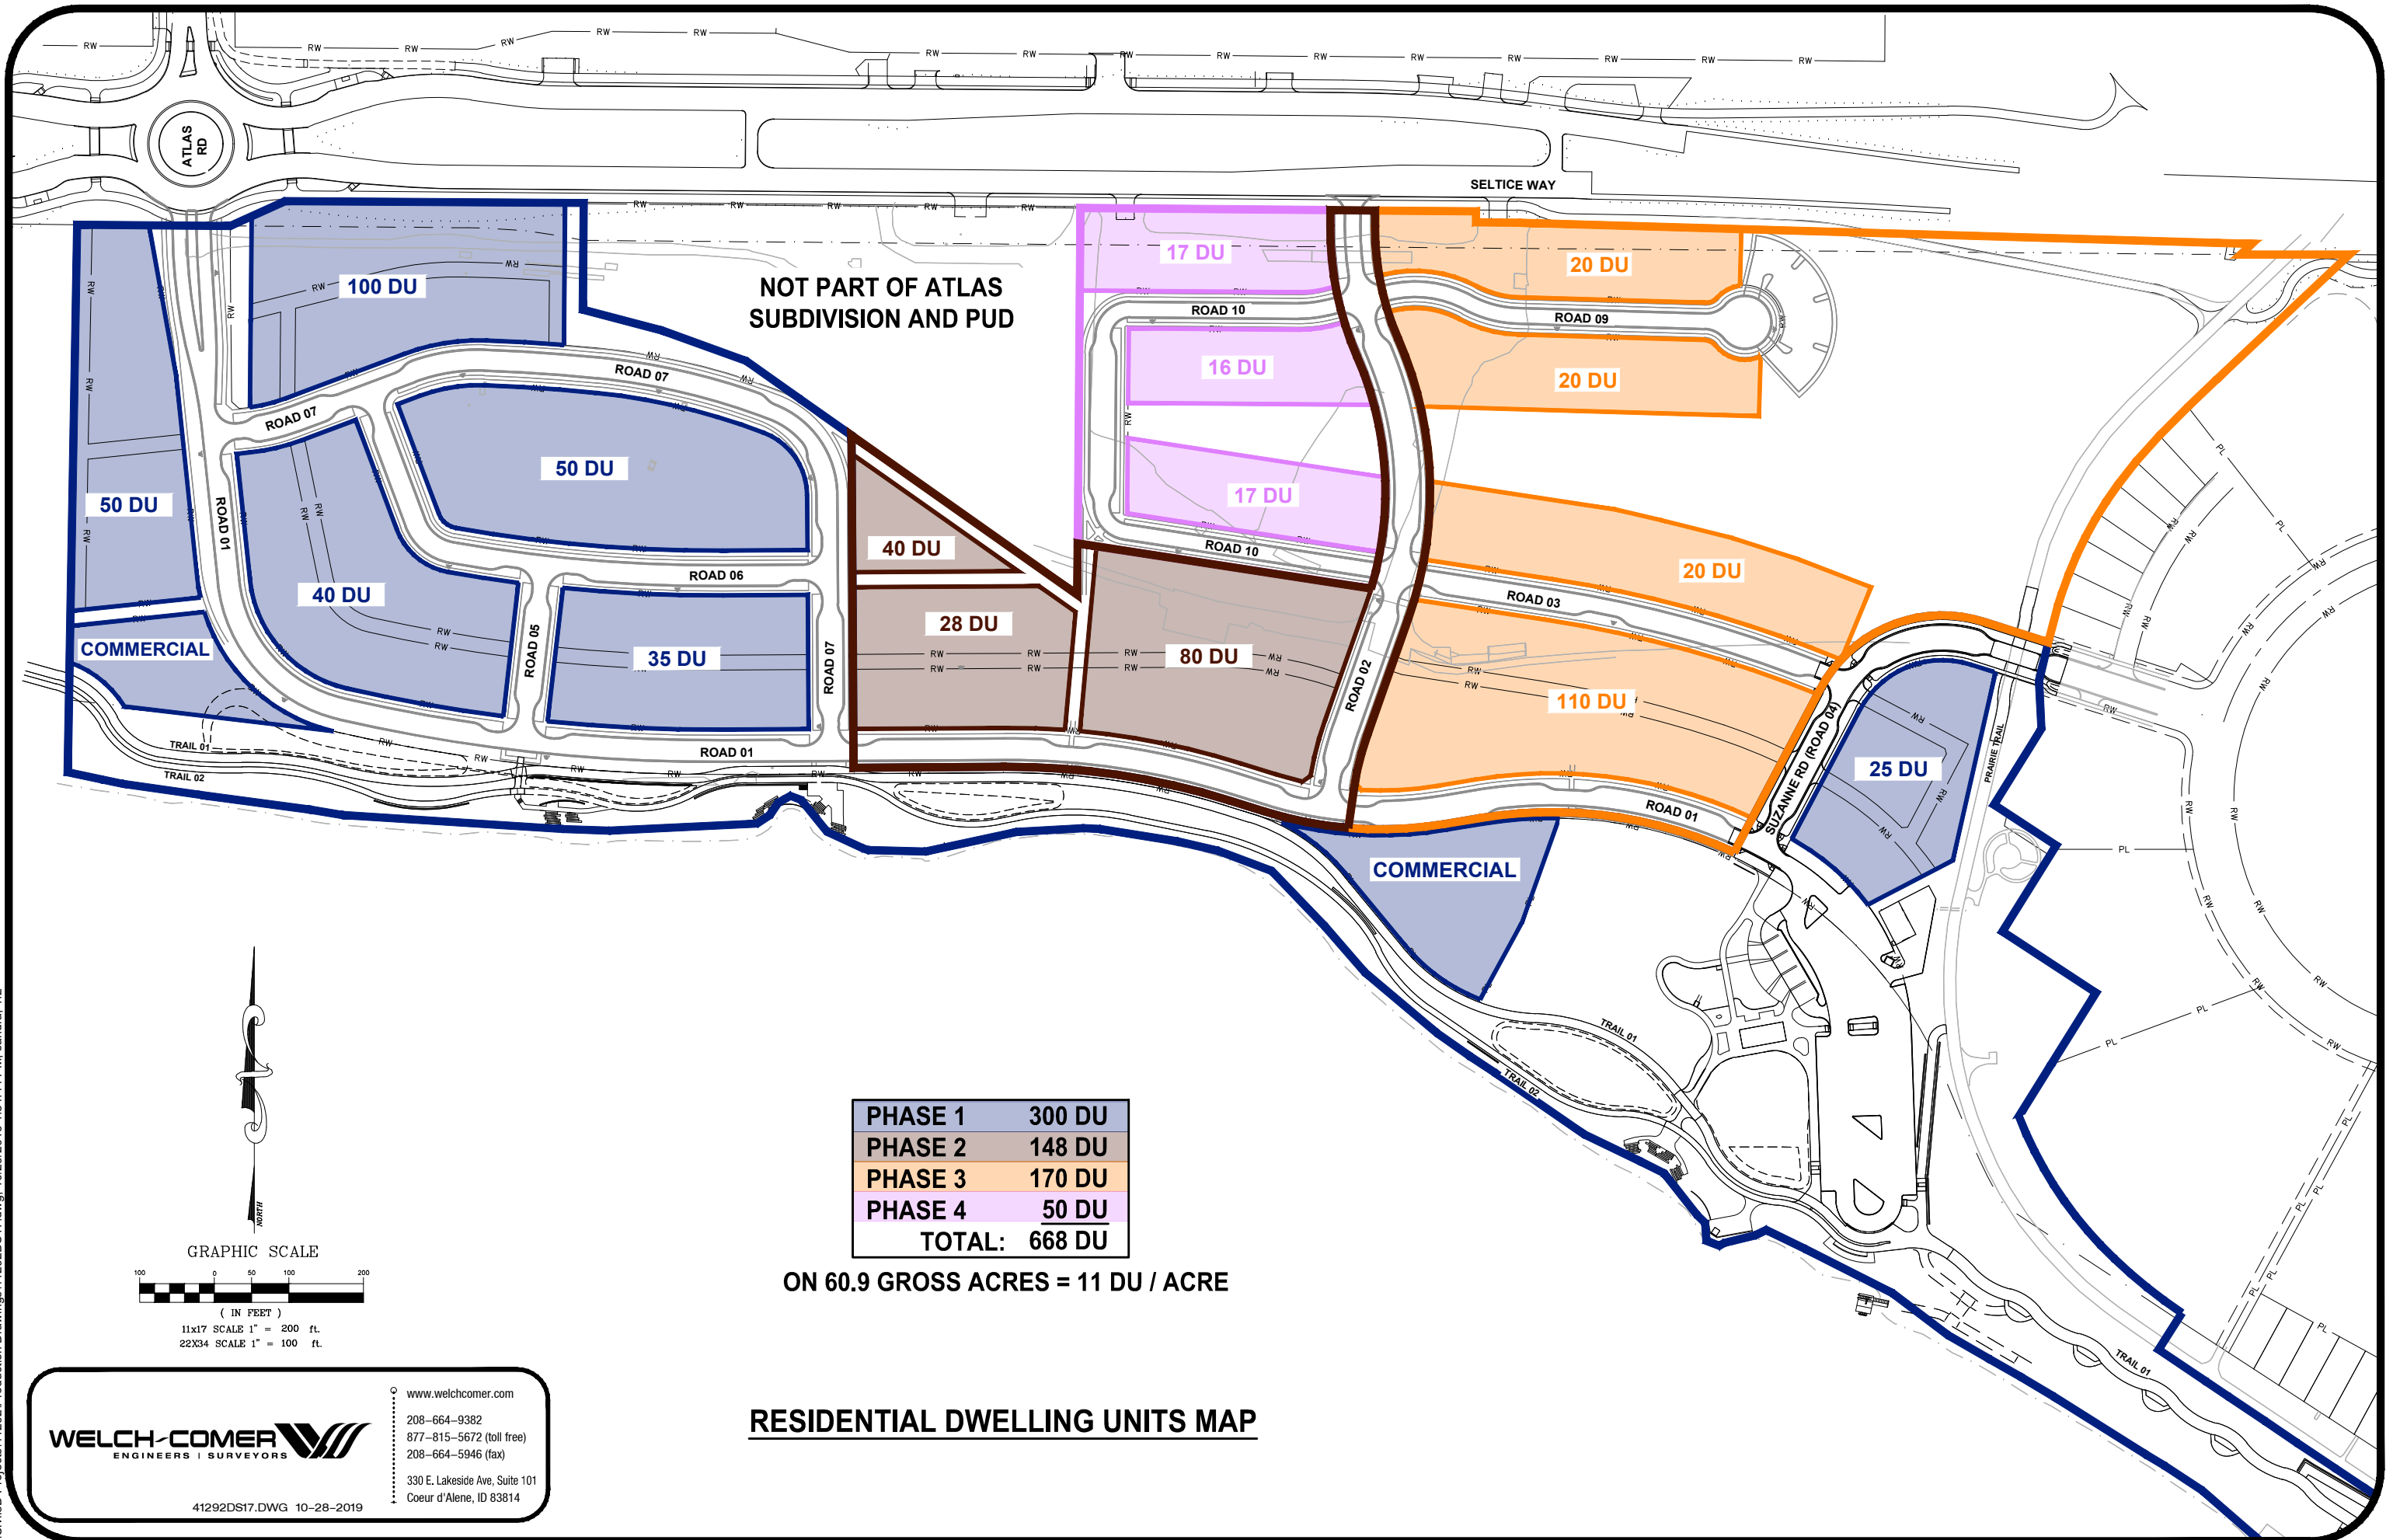 ATLAS
RD
SELTICE WAY
NOT PART OF ATLAS
SUBDIVISION AND PUD
100 DU
50 DU
50 DU
40 DU
35 DU
COMMERCIAL
ROAD 01
ROAD 07
ROAD 07
ROAD 06
ROAD 05
ROAD 07
ROAD 01
TRAIL 01
TRAIL 02
40 DU
28 DU
80 DU
17 DU
ROAD 10
16 DU
17 DU
ROAD 10
ROAD 02
20 DU
ROAD 09
20 DU
20 DU
ROAD 03
110 DU
ROAD 01
SUZANNE RD (ROAD 04)
25 DU
PRAIRIE TRAIL
COMMERCIAL
TRAIL 01
TRAIL 02
TRAIL 01
RW
PL
PHASE 1 300 DU
PHASE 2 148 DU
PHASE 3 170 DU
PHASE 4 50 DU
TOTAL: 668 DU
ON 60.9 GROSS ACRES = 11 DU / ACRE
RESIDENTIAL DWELLING UNITS MAP
NORTH
GRAPHIC SCALE
100 0 50 100 200
( IN FEET )
11x17 SCALE 1" = 200 ft.
22X34 SCALE 1" = 100 ft.
WELCH-COMER
ENGINEERS | SURVEYORS
www.welchcomer.com
208-664-9382
877-815-5672 (toll free)
208-664-5946 (fax)
330 E. Lakeside Ave, Suite 101
Coeur d'Alene, ID 83814
41292DS17.DWG 10-28-2019